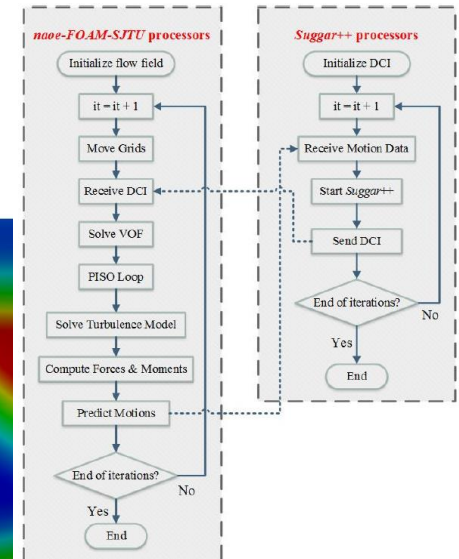 naoe-FOAM-SJTU processors
Initialize flow field
it = it + 1
Move Grids
Receive DCI
Solve VOF
PISO Loop
Solve Turbulence Model
Compute Forces & Moments
Predict Motions
End of iterations?
No
Yes
End
Suggar++ processors
Initialize DCI
it = it + 1
Receive Motion Data
Start Suggar++
Send DCI
End of iterations?
No
Yes
End